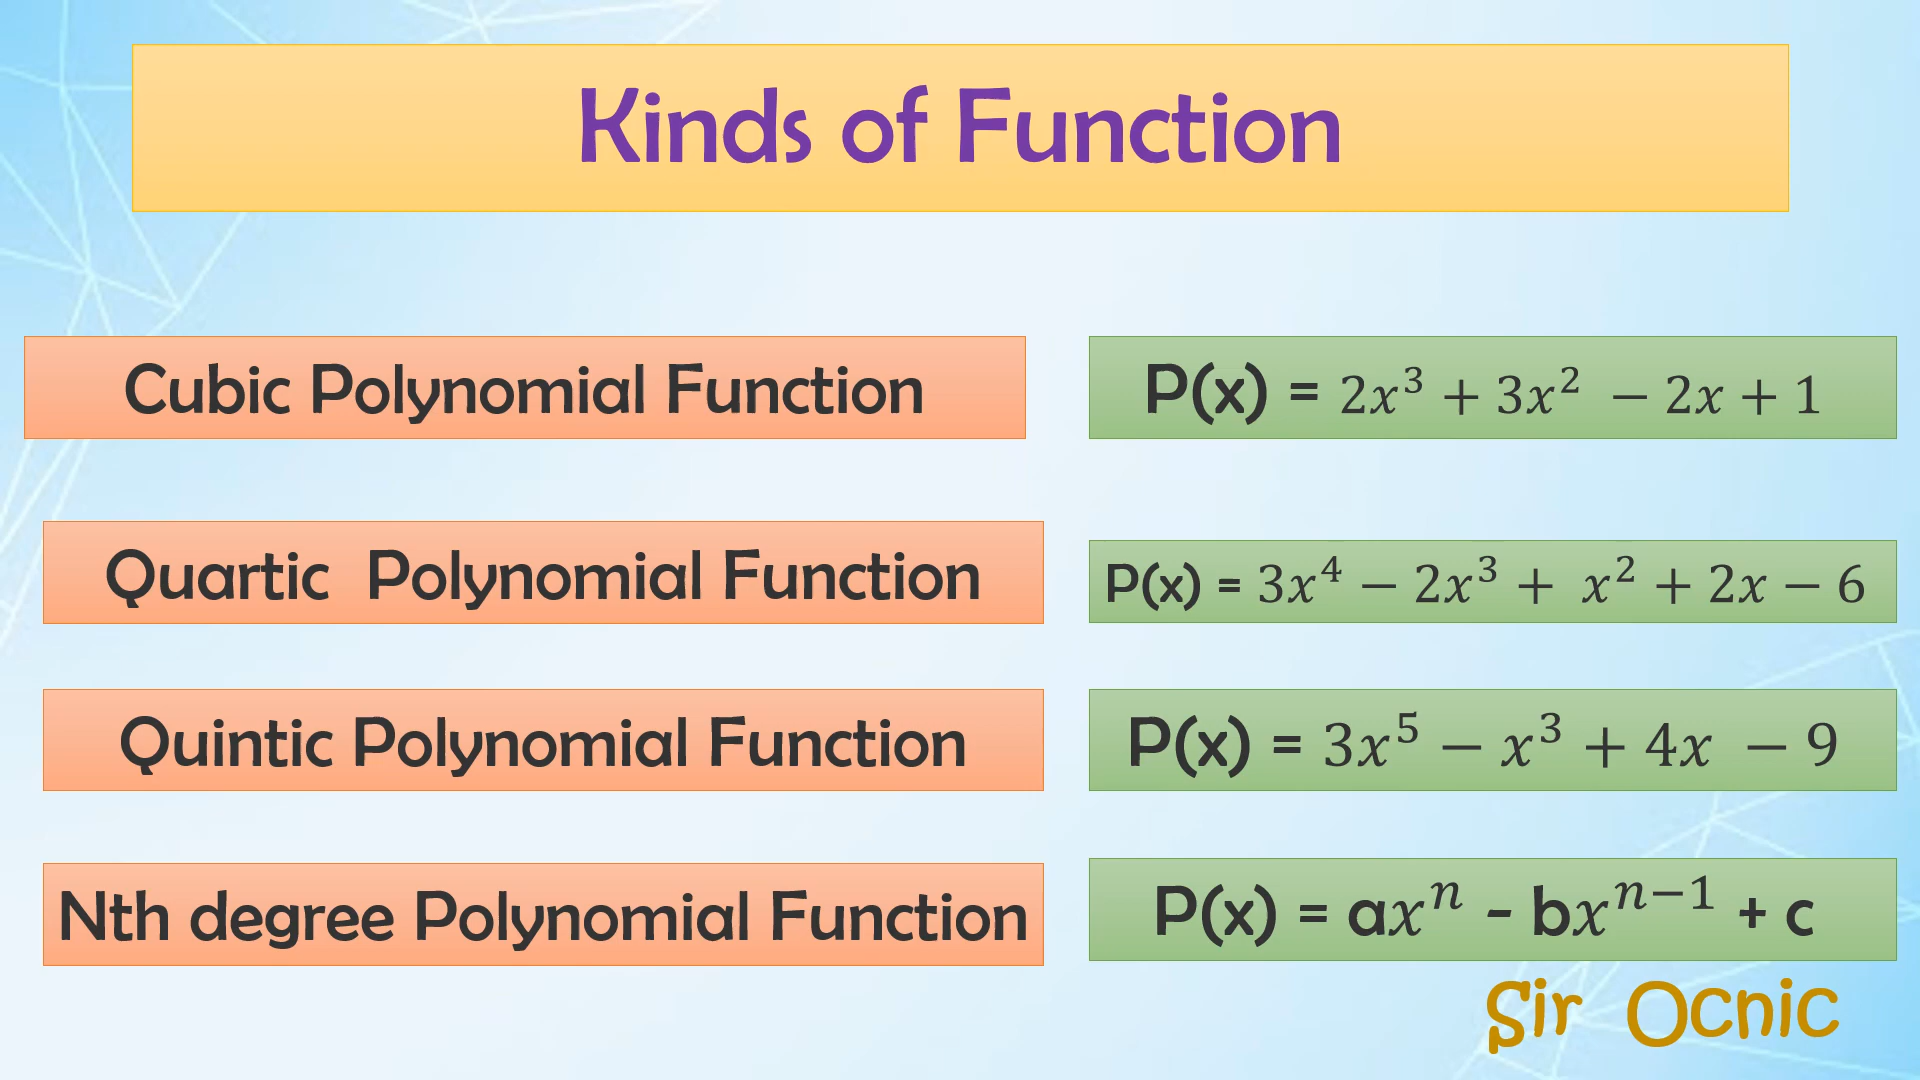 Kinds of Function
Cubic Polynomial Function
P(x) = 2x³ + 3x² − 2x + 1
Quartic Polynomial Function
P(x) = 3x⁴ − 2x³ + x² + 2x − 6
Quintic Polynomial Function
P(x) = 3x⁵ − x³ + 4x − 9
Nth degree Polynomial Function
P(x) = axⁿ - bxⁿ⁻¹ + c
Sir Ocnic